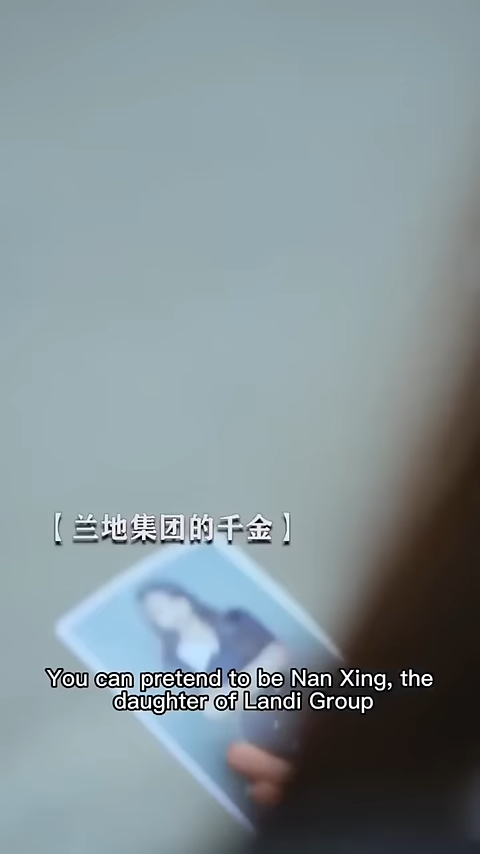 【兰地集团的千金】
You can pretend to be Nan Xing, the
daughter of Landi Group